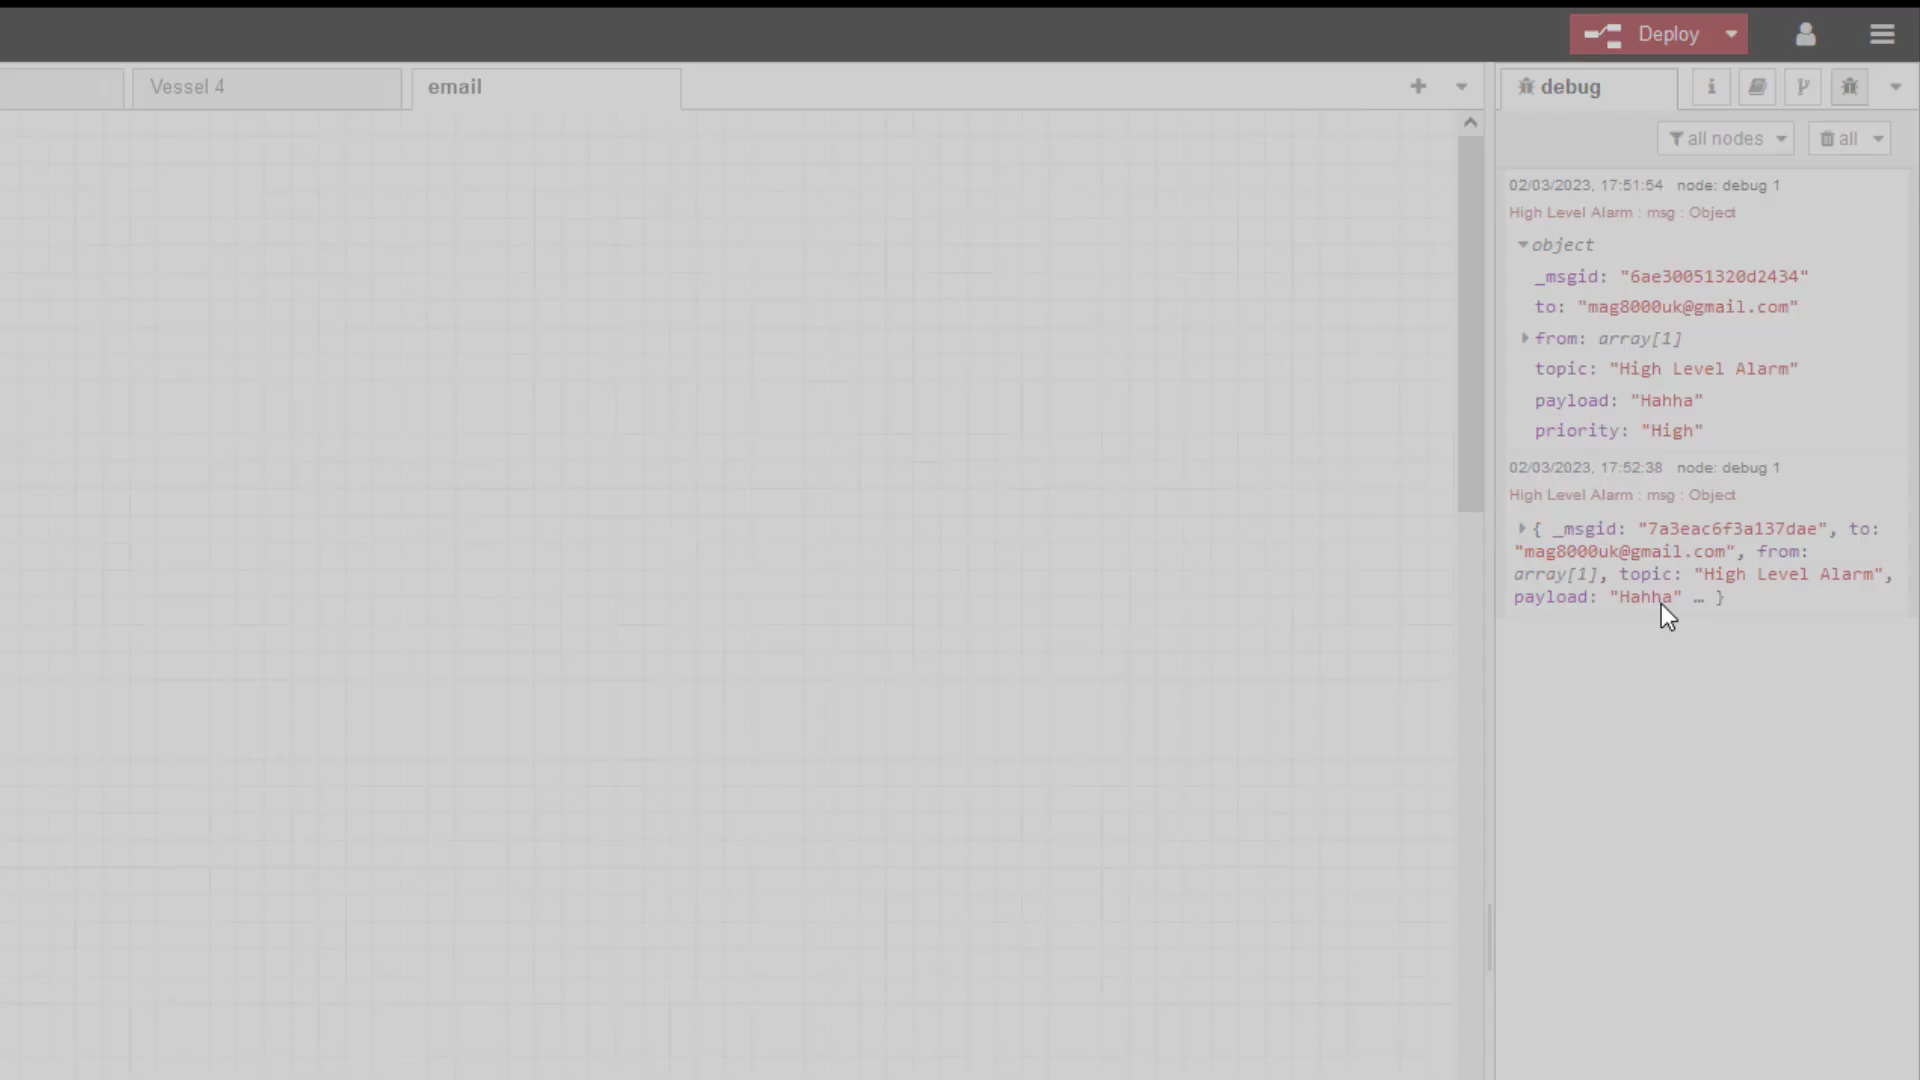 Deploy
Vessel 4
email
debug
all nodes
all
02/03/2023, 17:51:54 node: debug 1
High Level Alarm : msg : Object
object
_msgid: "6ae30051320d2434"
to: "mag8000uk@gmail.com"
from: array[1]
topic: "High Level Alarm"
payload: "Hahha"
priority: "High"
02/03/2023, 17:52:38 node: debug 1
High Level Alarm : msg : Object
{ _msgid: "7a3eac6f3a137dae", to:
"mag8000uk@gmail.com", from:
array[1], topic: "High Level Alarm",
payload: "Hahha" … }